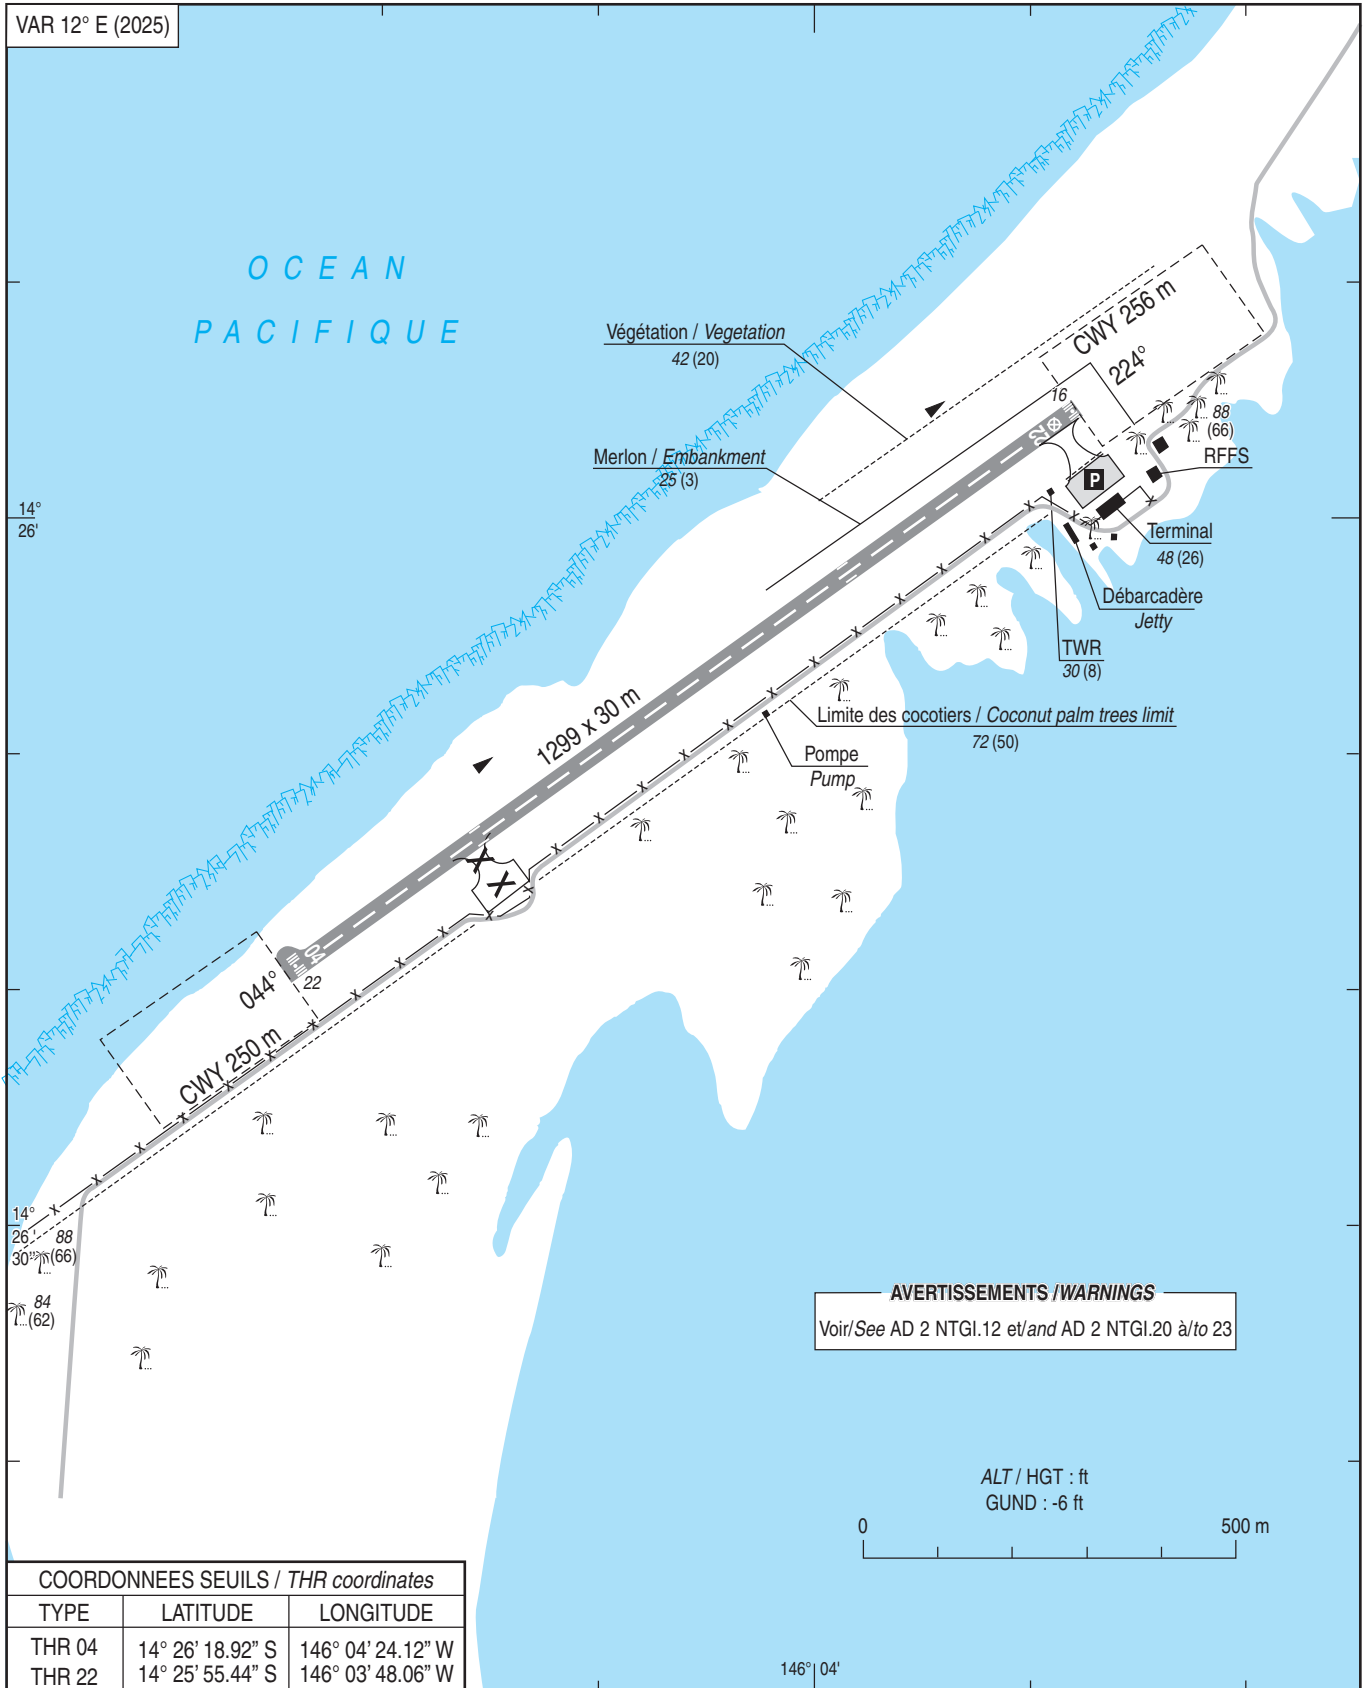 VAR 12° E (2025)
OCEAN
PACIFIQUE
Végétation / Vegetation
42 (20)
Merlon / Embankment
25 (3)
CWY 256 m
224°
16
22
88
(66)
RFFS
P
Terminal
48 (26)
Débarcadère
Jetty
TWR
30 (8)
14°
26'
1299 x 30 m
Limite des cocotiers / Coconut palm trees limit
72 (50)
Pompe
Pump
X
X
04
22
044°
CWY 250 m
14°
26'
30"
88
(66)
84
(62)
AVERTISSEMENTS / WARNINGS
Voir/See AD 2 NTGI.12 et/and AD 2 NTGI.20 à/to 23
ALT / HGT : ft
GUND : -6 ft
0 500 m
COORDONNEES SEUILS / THR coordinates
TYPE LATITUDE LONGITUDE
THR 04 14° 26' 18.92" S 146° 04' 24.12" W
THR 22 14° 25' 55.44" S 146° 03' 48.06" W
146° 04'